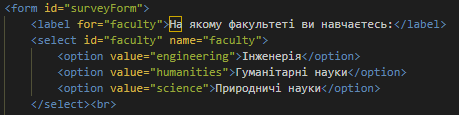 <form id="surveyForm">
<label for="faculty">На якому факультеті ви навчаєтесь:</label>
<select id="faculty" name="faculty">
<option value="engineering">Інженерія</option>
<option value="humanities">Гуманітарні науки</option>
<option value="science">Природничі науки</option>
</select><br>